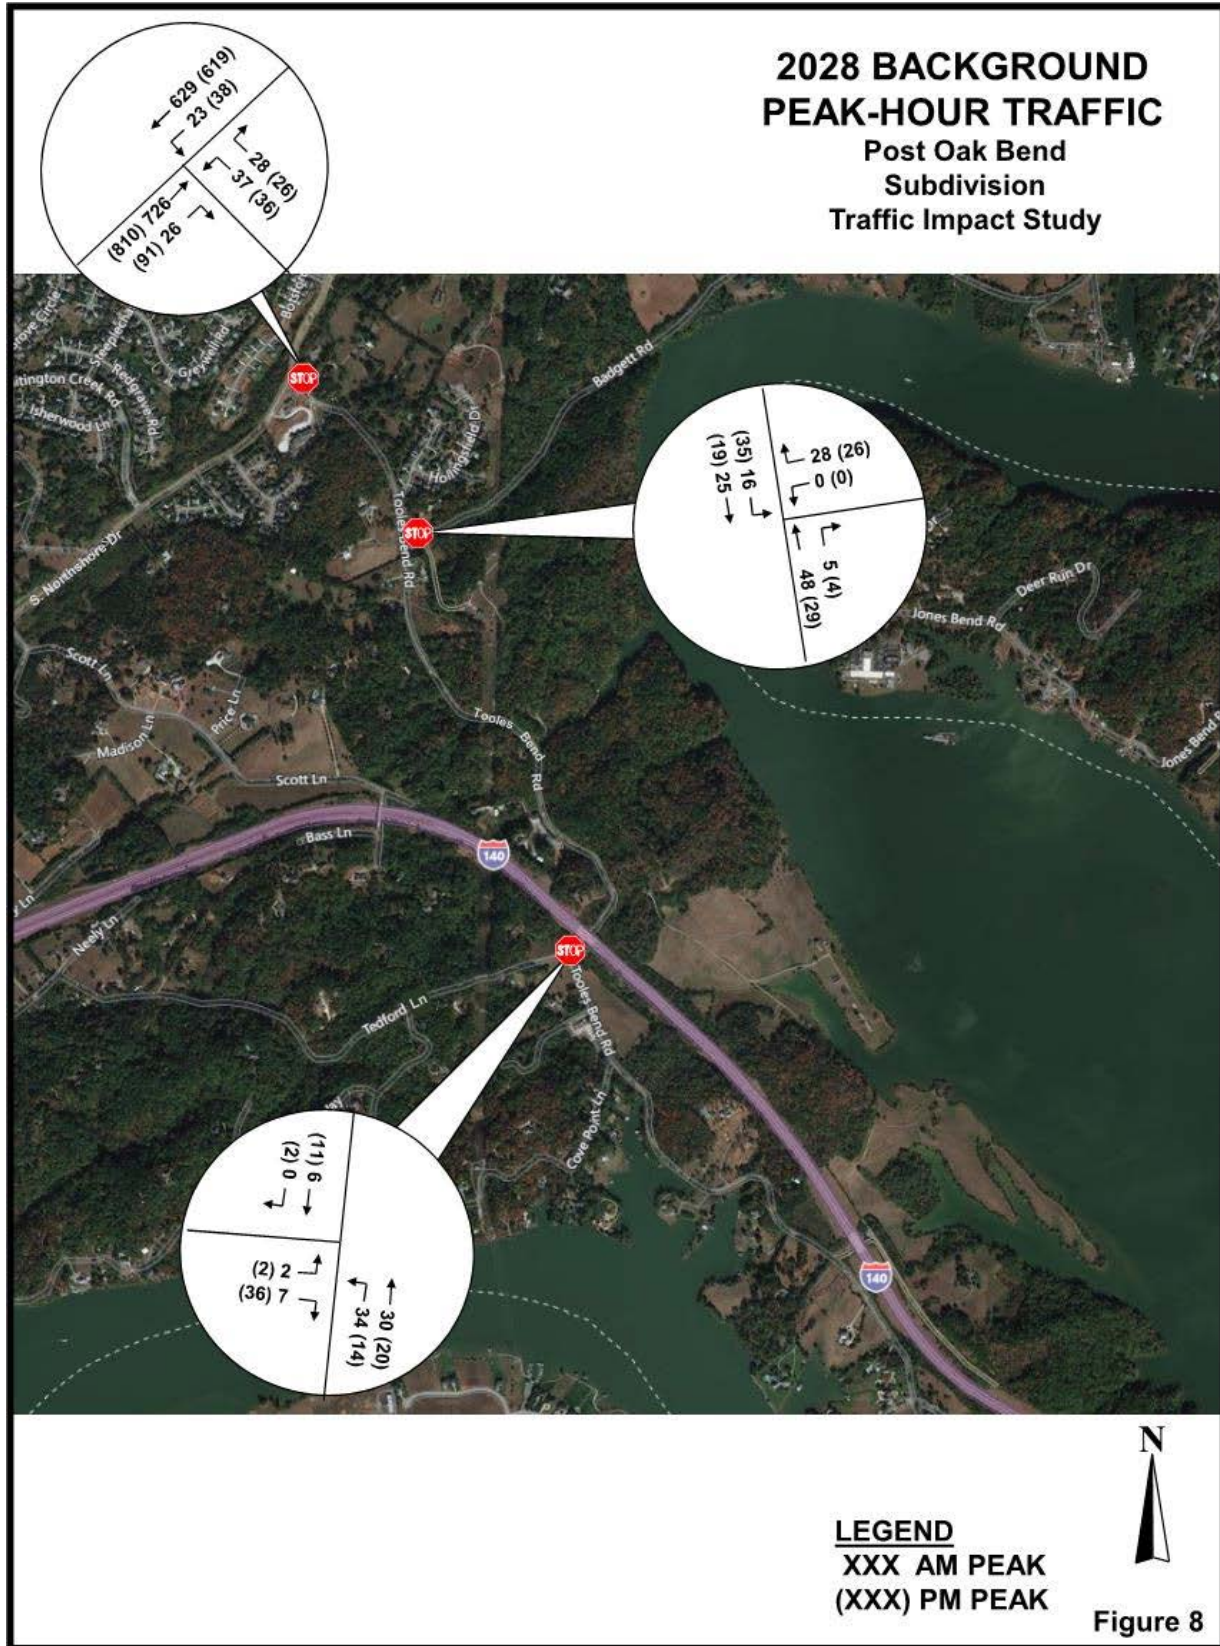 2028 BACKGROUND
PEAK-HOUR TRAFFIC
Post Oak Bend
Subdivision
Traffic Impact Study
629 (619)
23 (38)
28 (26)
37 (36)
(810) 726
(91) 26
STOP
Greywell Rd
Redgrave Rd
Creek Rd
Isherwood Ln
Badgett Rd
Tooles Bend Rd
STOP
S. Northshore Dr
(35) 16
(19) 25
28 (26)
0 (0)
5 (4)
48 (29)
Deer Run Dr
Jones Bend Rd
Jones Bend
Scott Ln
Price Ln
Madison Ln
Scott Ln
Tooles Bend Rd
Bass Ln
140
Neely Ln
STOP
Tedford Ln
Tooles Bend Rd
Cove Point Ln
(11) 6
(2) 0
(2) 2
(36) 7
30 (20)
34 (14)
140
N
LEGEND
XXX AM PEAK
(XXX) PM PEAK
Figure 8